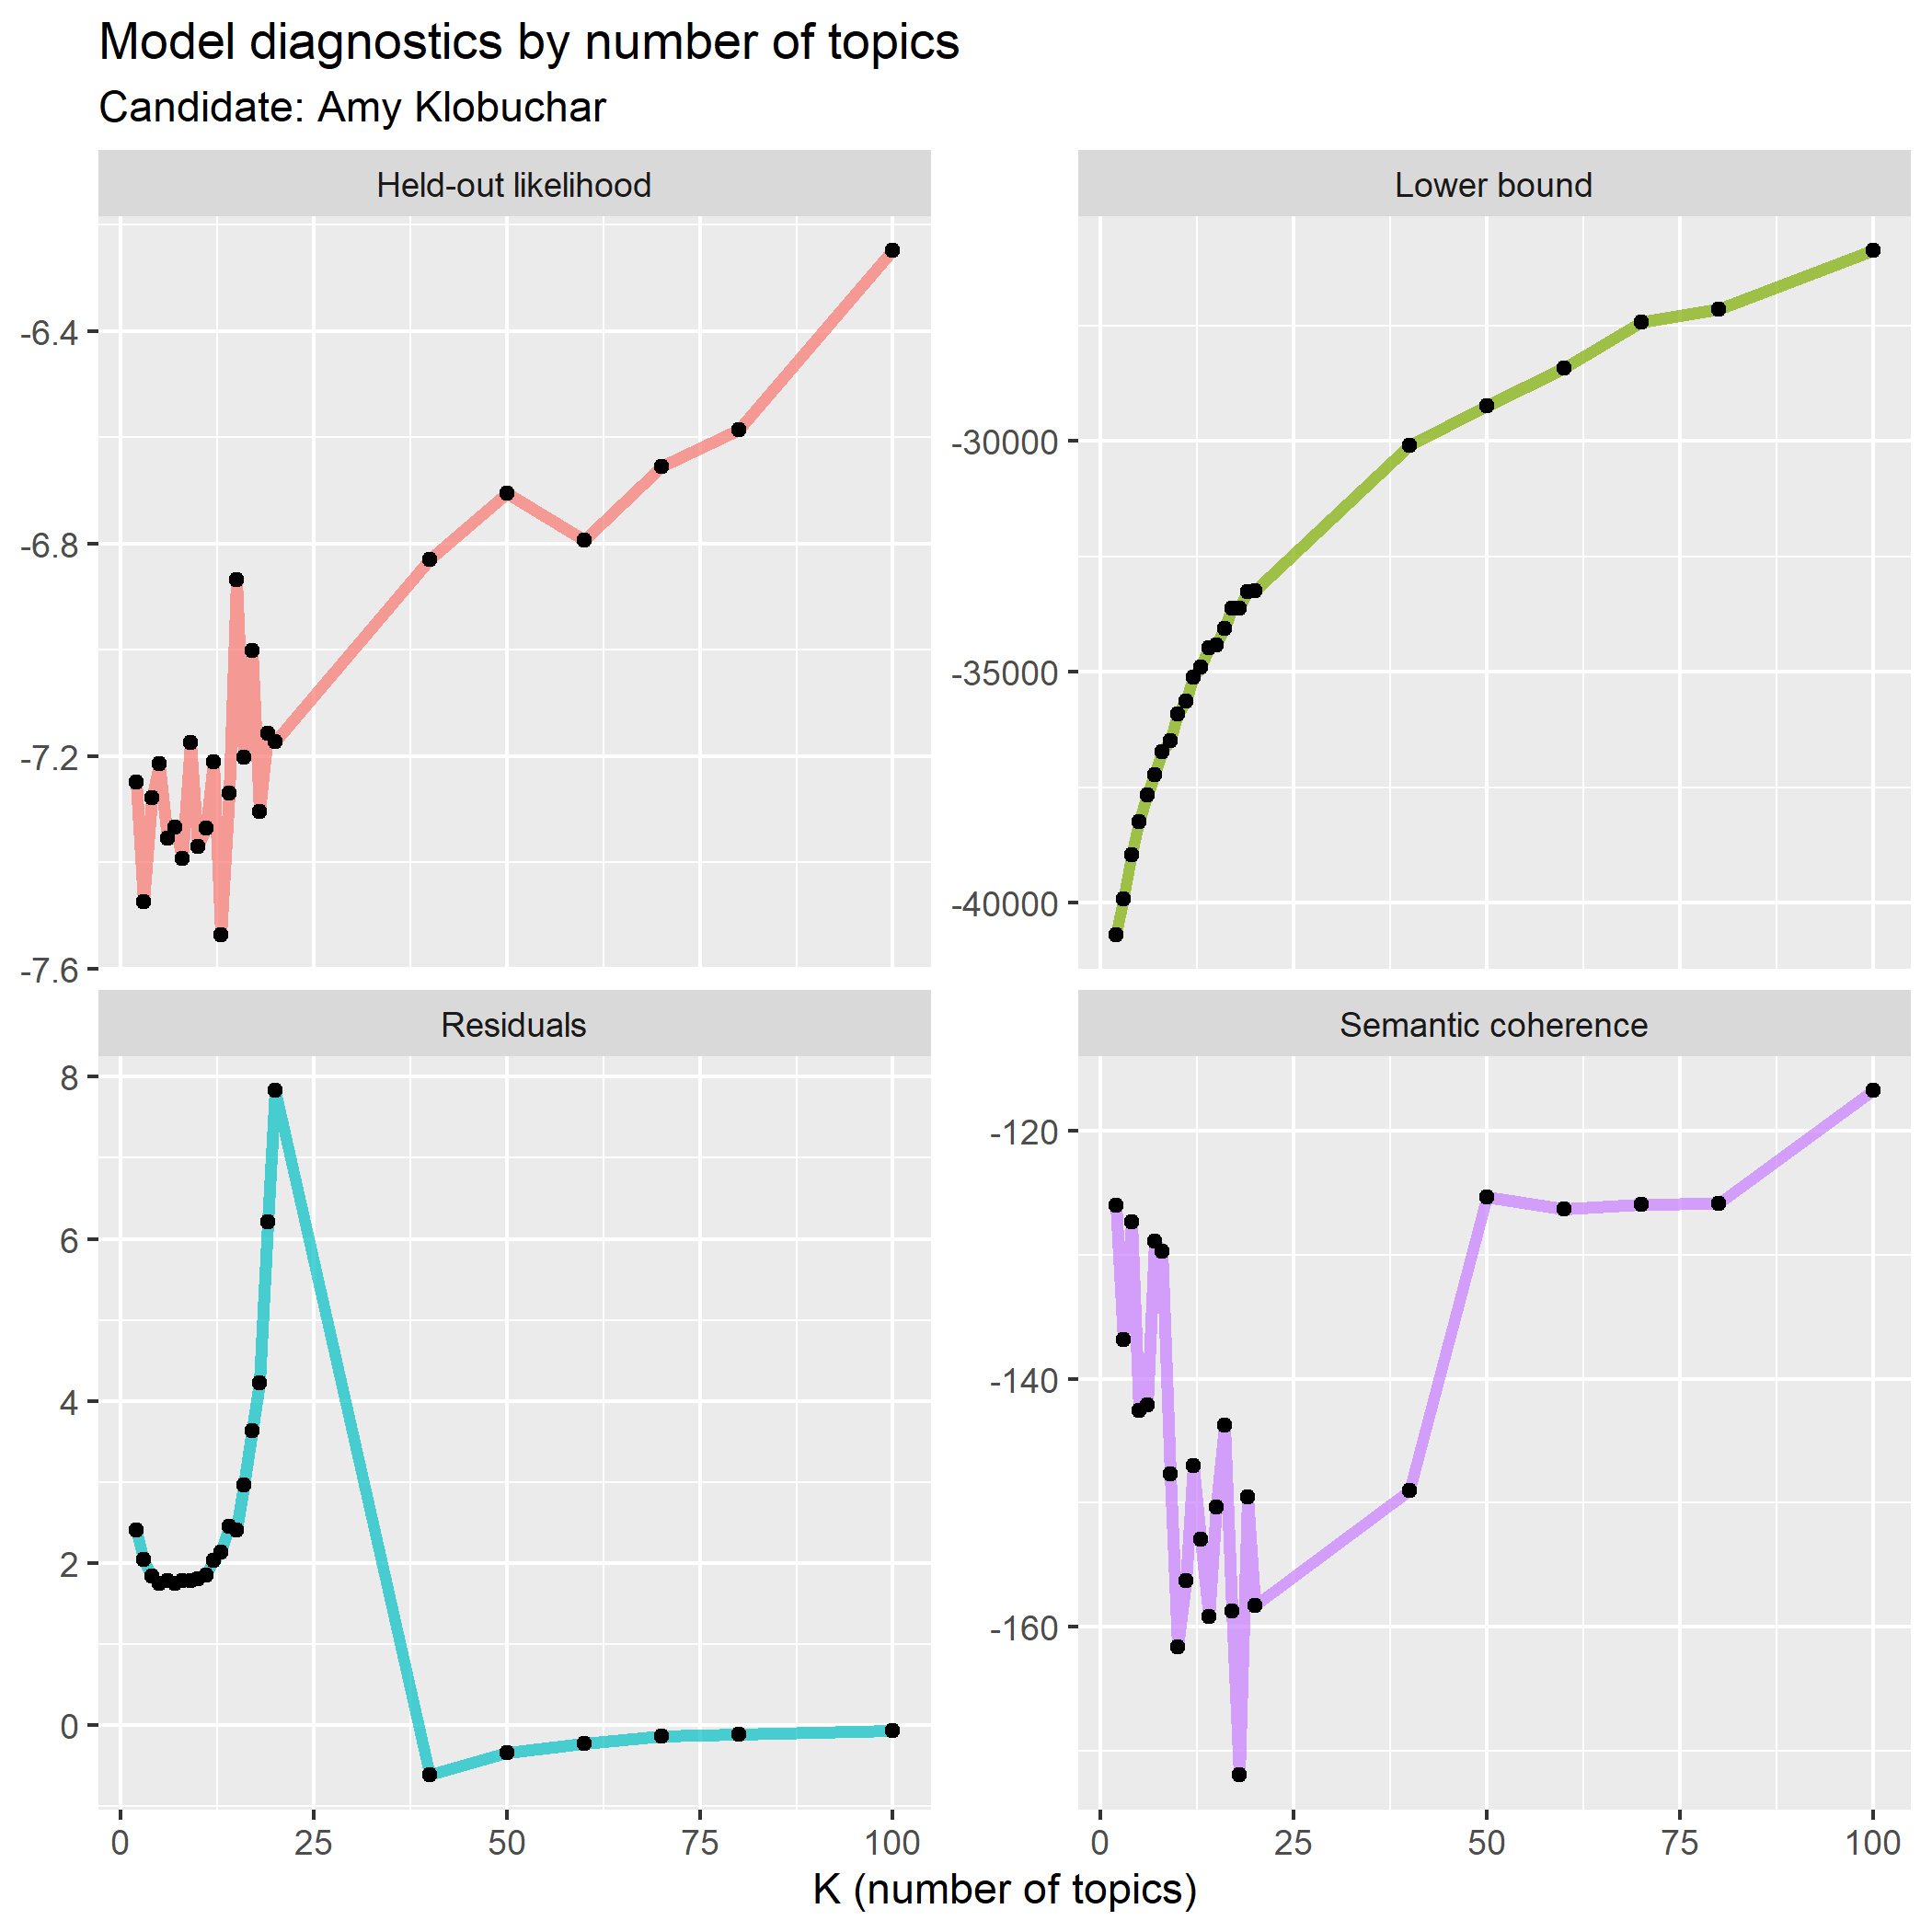 Model diagnostics by number of topics
Candidate: Amy Klobuchar
Held-out likelihood
Lower bound
-6.4
-6.8
-7.2
-7.6
-30000
-35000
-40000
Residuals
Semantic coherence
8
6
4
2
0
-120
-140
-160
0 25 50 75 100
0 25 50 75 100
K (number of topics)